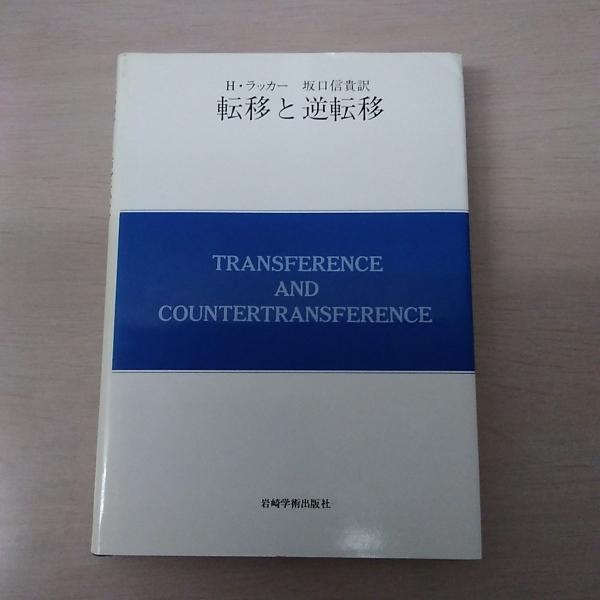 H・ラッカー 坂口信貴訳
転移と逆転移
TRANSFERENCE
AND
COUNTERTRANSFERENCE
岩崎学術出版社